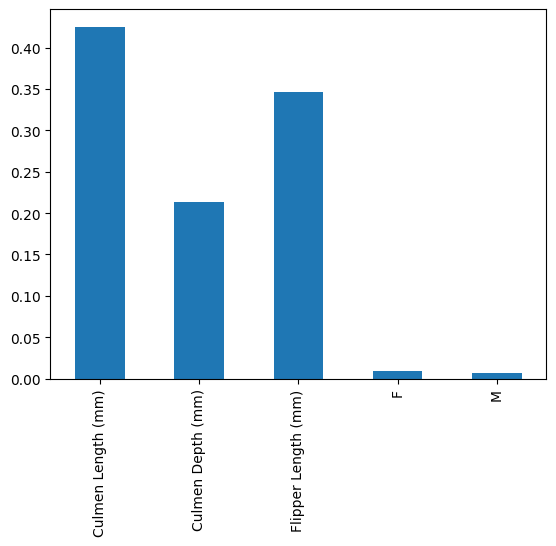 0.40
0.35
0.30
0.25
0.20
0.15
0.10
0.05
0.00
Culmen Length (mm)
Culmen Depth (mm)
Flipper Length (mm)
F
M